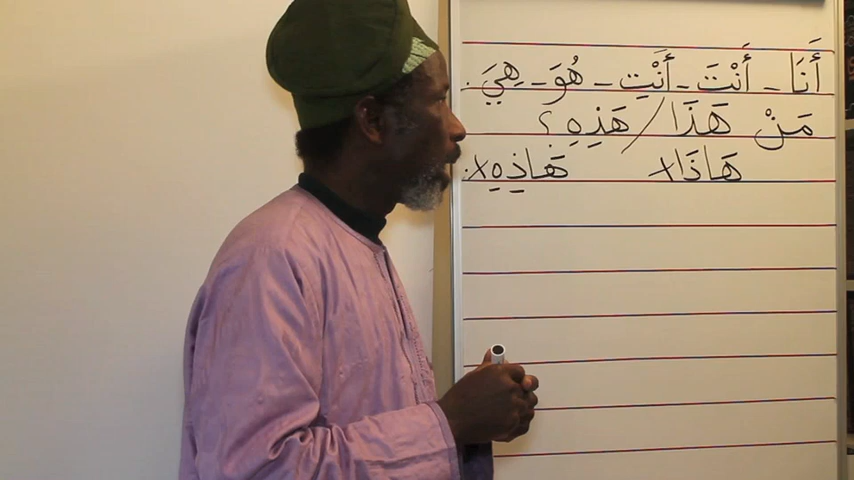 أَنَا - أَنْتَ - أَنْتِ - هُوَ - هِيَ.
مَنْ هَذَا / هَذِهِ ؟
هَاذَا x هَاذِهِ x.